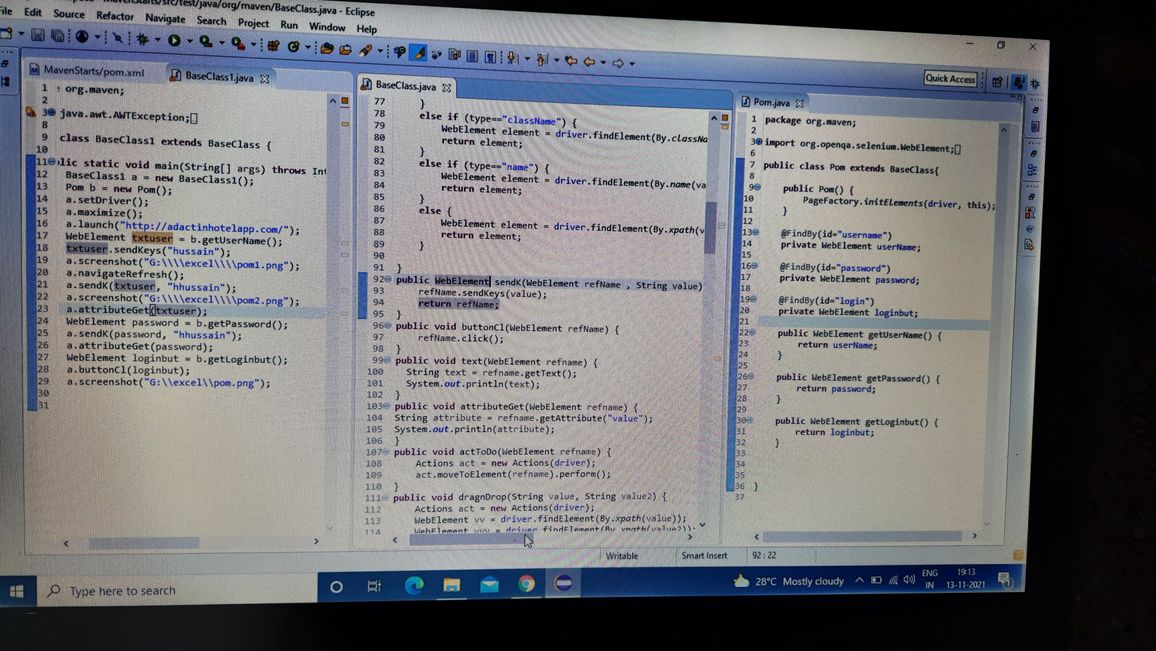 MavenStarts/src/test/java/org/maven/BaseClass.java - Eclipse
File Edit Source Refactor Navigate Search Project Run Window Help
Quick Access
MavenStarts/pom.xml
BaseClass1.java
1 org.maven;
2
3 java.awt.AWTException;
8
9 class BaseClass1 extends BaseClass {
10
11 lic static void main(String[] args) throws Int
12 BaseClass1 a = new BaseClass1();
13 Pom b = new Pom();
14 a.setDriver();
15 a.maximize();
16 a.launch("http://adactinhotelapp.com/");
17 WebElement txtuser = b.getUserName();
18 txtuser.sendKeys("hussain");
19 a.screenshot("G:\\\\excel\\\\pom1.png");
20 a.navigateRefresh();
21 a.sendK(txtuser, "hhussain");
22 a.screenshot("G:\\\\excel\\\\pom2.png");
23 a.attributeGet(txtuser);
24 WebElement password = b.getPassword();
25 a.sendK(password, "hhussain");
26 a.attributeGet(password);
27 WebElement loginbut = b.getLoginbut();
28 a.buttonCl(loginbut);
29 a.screenshot("G:\\excel\\pom.png");
30
31
BaseClass.java
77 }
78 else if (type=="className") {
79 WebElement element = driver.findElement(By.classNa
80 return element;
81 }
82 else if (type=="name") {
83 WebElement element = driver.findElement(By.name(va
84 return element;
85 }
86 else {
87 WebElement element = driver.findElement(By.xpath(v
88 return element;
89 }
90
91 }
92 public WebElement sendK(WebElement refName , String value)
93 refName.sendKeys(value);
94 return refName;
95 }
96 public void buttonCl(WebElement refName) {
97 refName.click();
98 }
99 public void text(WebElement refname) {
100 String text = refname.getText();
101 System.out.println(text);
102 }
103 public void attributeGet(WebElement refname) {
104 String attribute = refname.getAttribute("value");
105 System.out.println(attribute);
106 }
107 public void actToDo(WebElement refname) {
108 Actions act = new Actions(driver);
109 act.moveToElement(refname).perform();
110 }
111 public void dragnDrop(String value, String value2) {
112 Actions act = new Actions(driver);
113 WebElement vv = driver.findElement(By.xpath(value));
114 WebElement vvv = driver.findElement(By.xpath(value2));
Pom.java
1 package org.maven;
2
3 import org.openqa.selenium.WebElement;
6
7 public class Pom extends BaseClass{
8
9 public Pom() {
10 PageFactory.initElements(driver, this);
11 }
12
13 @FindBy(id="username")
14 private WebElement userName;
15
16 @FindBy(id="password")
17 private WebElement password;
18
19 @FindBy(id="login")
20 private WebElement loginbut;
21
22 public WebElement getUserName() {
23 return userName;
24 }
25
26 public WebElement getPassword() {
27 return password;
28 }
29
30 public WebElement getLoginbut() {
31 return loginbut;
32 }
33
34
35
36 }
37
Writable Smart Insert 92 : 22
Type here to search
28°C Mostly cloudy
ENG
IN
19:13
13-11-2021